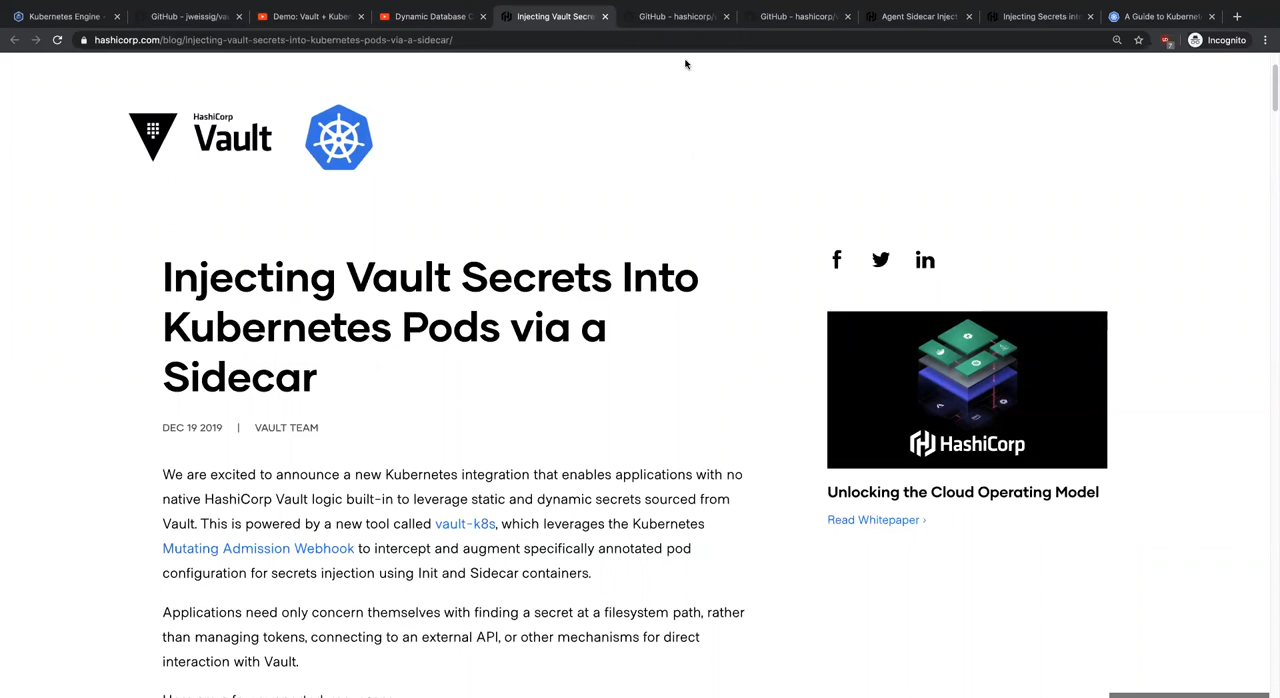 Kubernetes Engine -
GitHub - jweissig/va
Demo: Vault + Kuber
Dynamic Database C
Injecting Vault Secre
GitHub - hashicorp/
GitHub - hashicorp/
Agent Sidecar Inject
Injecting Secrets int
A Guide to Kubernet
hashicorp.com/blog/injecting-vault-secrets-into-kubernetes-pods-via-a-sidecar/
7
Incognito
HashiCorp
Vault
Injecting Vault Secrets Into
Kubernetes Pods via a
Sidecar
DEC 19 2019 | VAULT TEAM
We are excited to announce a new Kubernetes integration that enables applications with no
native HashiCorp Vault logic built-in to leverage static and dynamic secrets sourced from
Vault. This is powered by a new tool called vault-k8s, which leverages the Kubernetes
Mutating Admission Webhook to intercept and augment specifically annotated pod
configuration for secrets injection using Init and Sidecar containers.
Applications need only concern themselves with finding a secret at a filesystem path, rather
than managing tokens, connecting to an external API, or other mechanisms for direct
interaction with Vault.
HashiCorp
Unlocking the Cloud Operating Model
Read Whitepaper ›